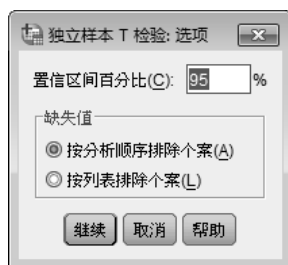 独立样本 T 检验: 选项
置信区间百分比(C): 95 %
缺失值
按分析顺序排除个案(A)
按列表排除个案(L)
继续 取消 帮助